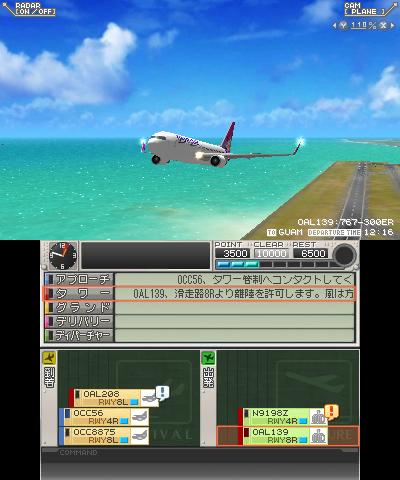 RADAR
[ON/OFF]
CAM
[PLANE]
Y 110% X
OAL139:767-300ER
TO GUAM DEPARTURE TIME 12:16
POINT CLEAR REST
3500 10000 6500
アプローチ OCC56、タワー管制へコンタクトしてく
タワー OAL139、滑走路8Rより離陸を許可します。風は方
グランド
デリバリー
ディパーチャー
到着
出発
OAL208
RWY8L
OCC56
RWY4R
OCC8875
RWY8L
N9198Z
RWY4R
OAL139
RWY8R
COMMAND